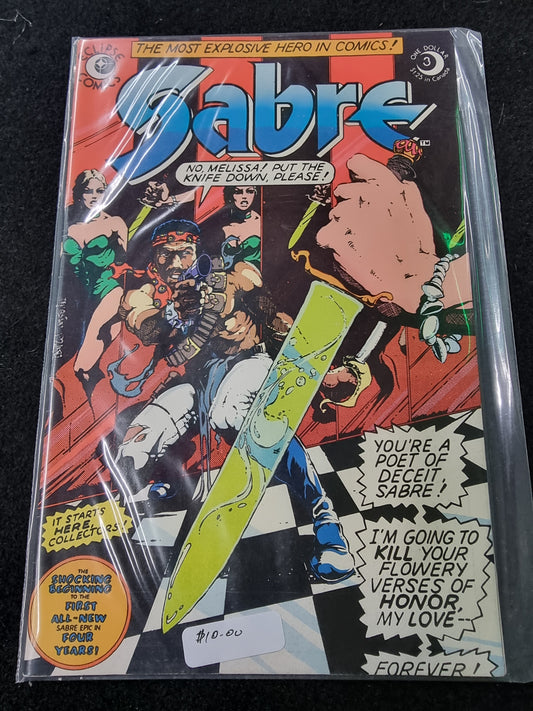 THE MOST EXPLOSIVE HERO IN COMICS!
ECLIPSE
COMICS
ONE DOLLAR
3
$1.25 in Canada
Sabre
TM
NO, MELISSA! PUT THE
KNIFE DOWN, PLEASE!
YOU'RE A
POET OF
DECEIT,
SABRE!
I'M GOING TO
KILL YOUR
FLOWERY
VERSES OF
HONOR,
MY LOVE--
FOREVER!
IT STARTS
HERE,
COLLECTORS!
THE
SHOCKING
BEGINNING
TO THE
FIRST
ALL-NEW
SABRE EPIC IN
FOUR
YEARS!
$10.00